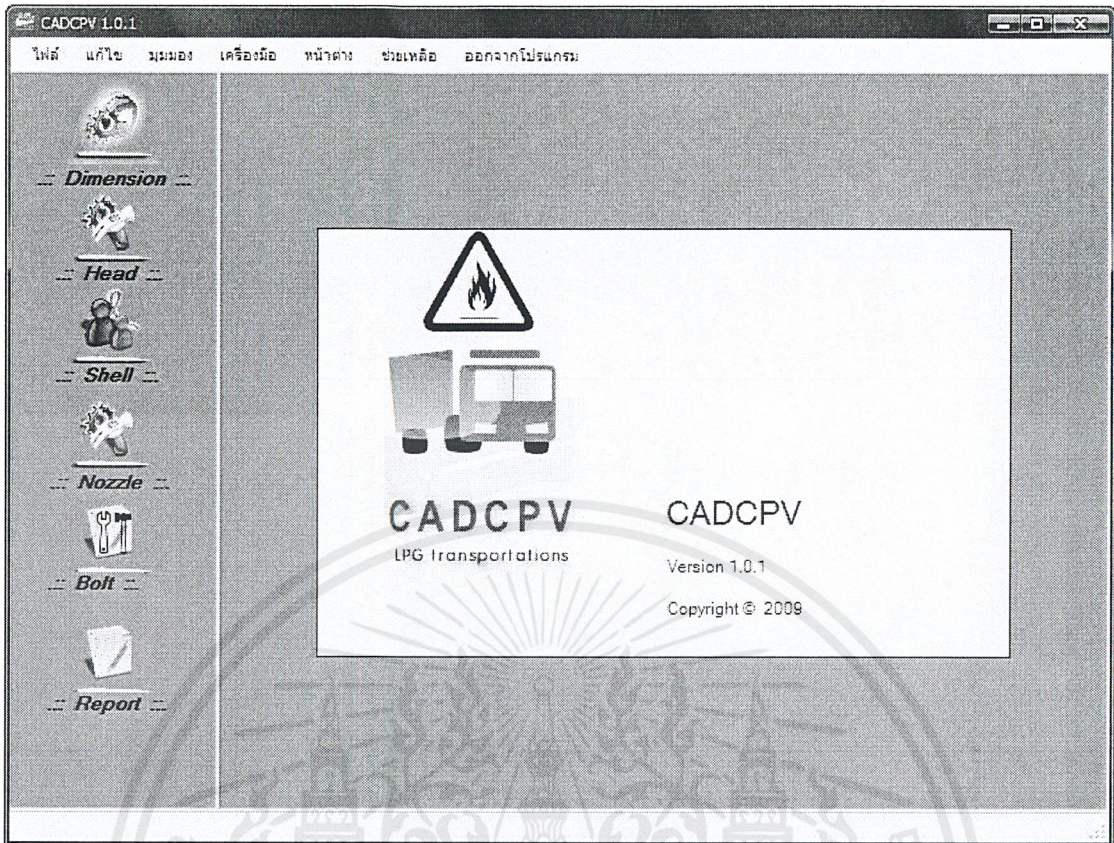 CADCPV 1.0.1
ไฟล์ แก้ไข มุมมอง เครื่องมือ หน้าต่าง ช่วยเหลือ ออกจากโปรแกรม
.:: Dimension ::.
.:: Head ::.
.:: Shell ::.
.:: Nozzle ::.
.:: Bolt ::.
.:: Report ::.
CADCPV
LPG transportations
CADCPV
Version 1.0.1
Copyright © 2009